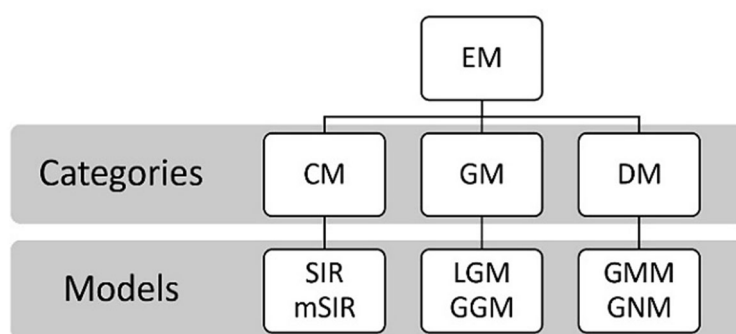 EM
Categories
CM
GM
DM
Models
SIR
mSIR
LGM
GGM
GMM
GNM